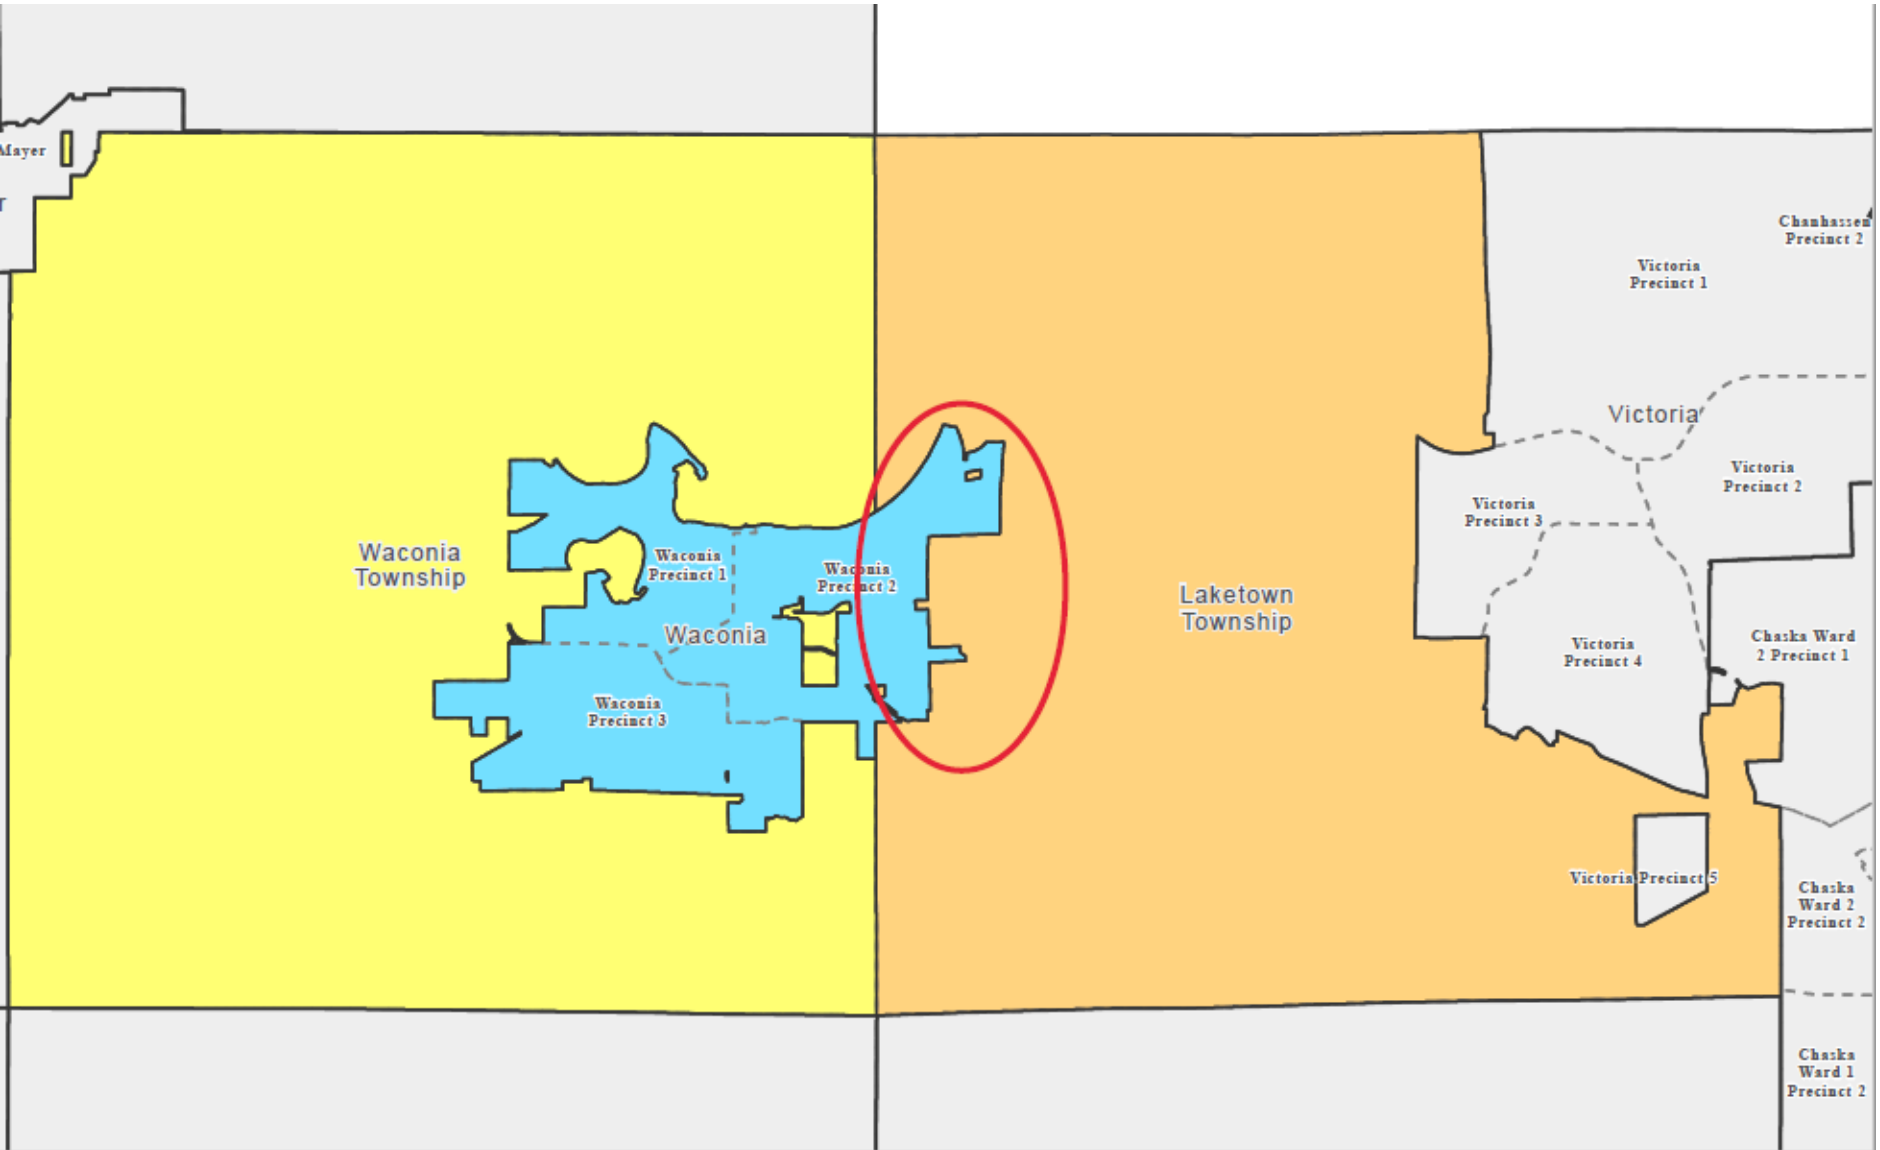 Mayer
r
Chanhassen
Precinct 2
Victoria
Precinct 1
Victoria
Victoria
Precinct 2
Victoria
Precinct 3
Waconia
Township
Waconia
Precinct 1
Waconia
Precinct 2
Laketown
Township
Waconia
Victoria
Precinct 4
Chaska Ward
2 Precinct 1
Waconia
Precinct 3
Victoria Precinct 5
Chaska
Ward 2
Precinct 2
Chaska
Ward 1
Precinct 2